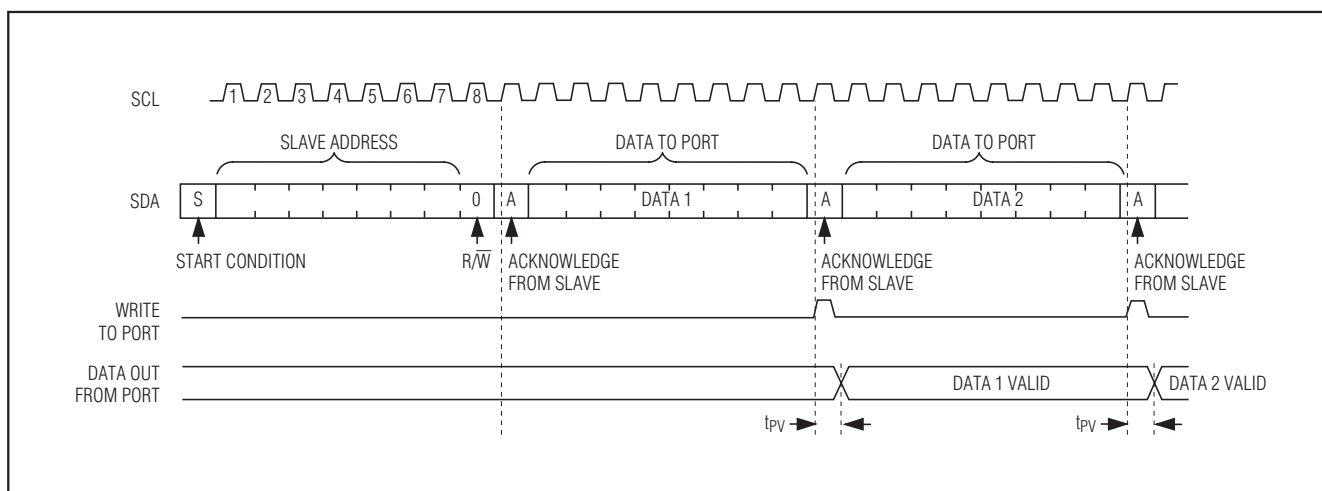 SCL
1 2 3 4 5 6 7 8
SLAVE ADDRESS
DATA TO PORT
DATA TO PORT
SDA
S
0
A
DATA 1
A
DATA 2
A
START CONDITION
R/W̅
ACKNOWLEDGE
FROM SLAVE
ACKNOWLEDGE
FROM SLAVE
ACKNOWLEDGE
FROM SLAVE
WRITE
TO PORT
DATA OUT
FROM PORT
DATA 1 VALID
DATA 2 VALID
tPV
tPV